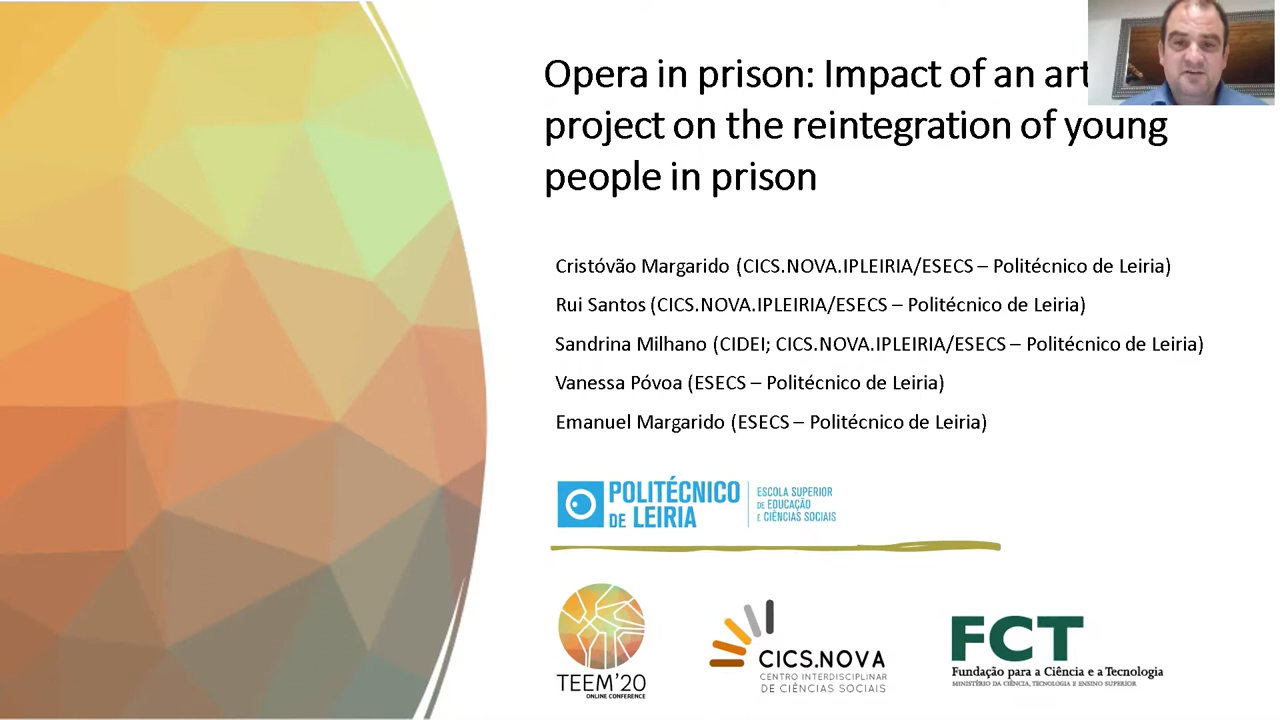 Opera in prison: Impact of an art
project on the reintegration of young
people in prison
Cristóvão Margarido (CICS.NOVA.IPLEIRIA/ESECS – Politécnico de Leiria)
Rui Santos (CICS.NOVA.IPLEIRIA/ESECS – Politécnico de Leiria)
Sandrina Milhano (CIDEI; CICS.NOVA.IPLEIRIA/ESECS – Politécnico de Leiria)
Vanessa Póvoa (ESECS – Politécnico de Leiria)
Emanuel Margarido (ESECS – Politécnico de Leiria)
POLITÉCNICO
DE LEIRIA
ESCOLA SUPERIOR
DE EDUCAÇÃO
E CIÊNCIAS SOCIAIS
TEEM'20
ONLINE CONFERENCE
CICS.NOVA
CENTRO INTERDISCIPLINAR
DE CIÊNCIAS SOCIAIS
FCT
Fundação para a Ciência e a Tecnologia
MINISTÉRIO DA CIÊNCIA, TECNOLOGIA E ENSINO SUPERIOR